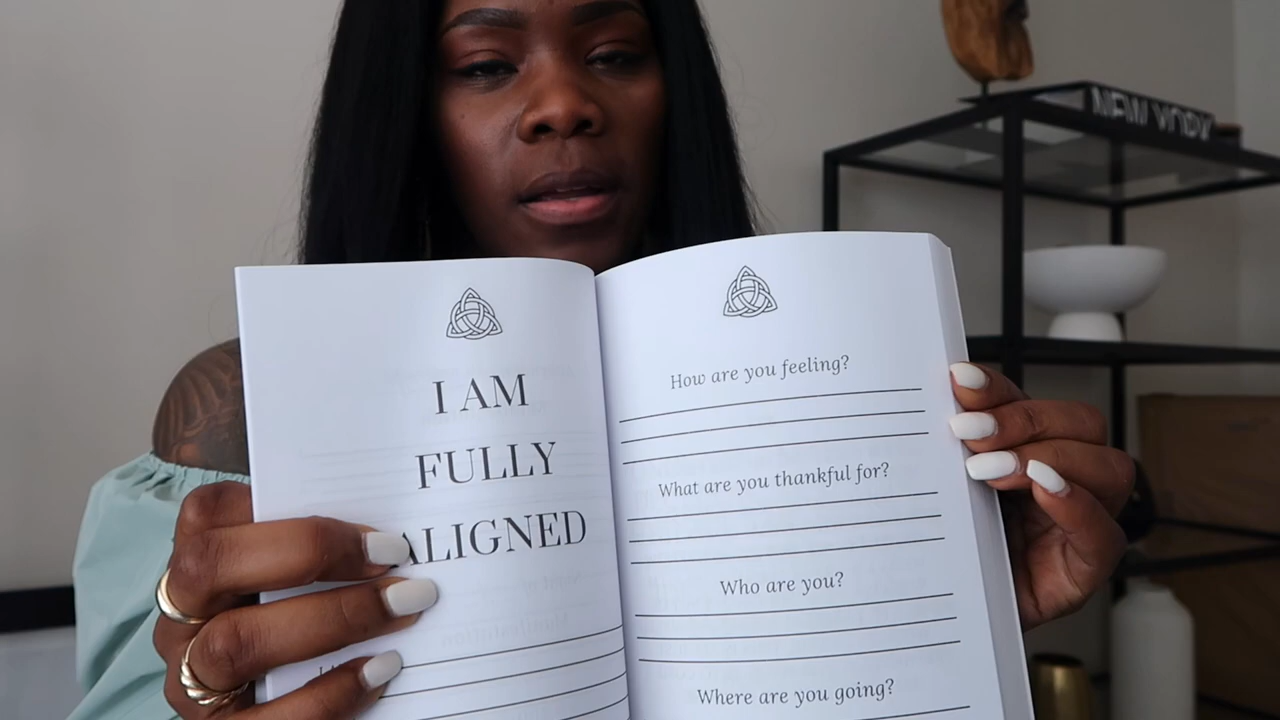 I AM
FULLY
ALIGNED
How are you feeling?
What are you thankful for?
Who are you?
Where are you going?
NEW YORK